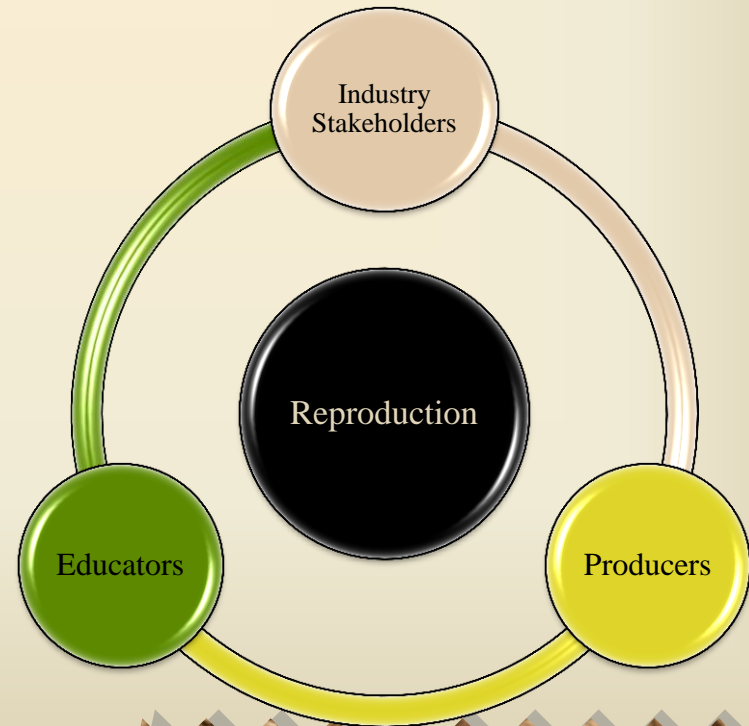 Industry
Stakeholders
Reproduction
Educators
Producers